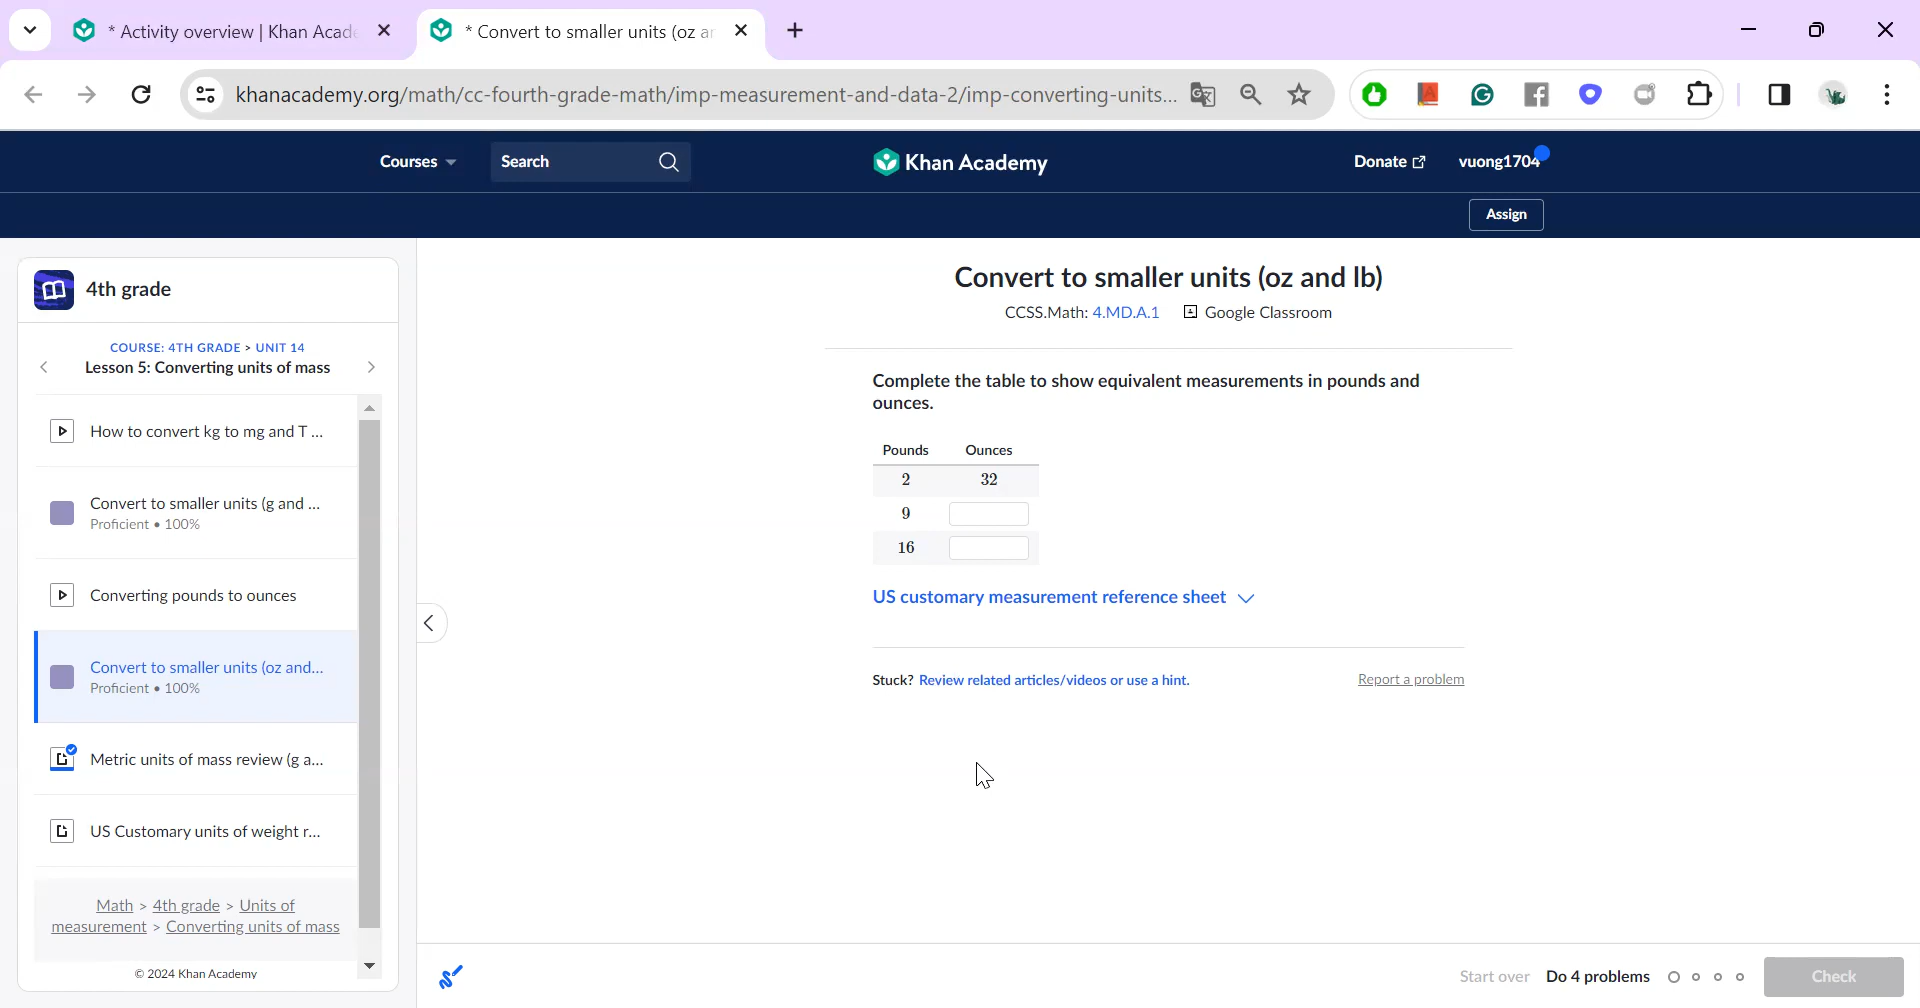 * Activity overview | Khan Acade
* Convert to smaller units (oz an
khanacademy.org/math/cc-fourth-grade-math/imp-measurement-and-data-2/imp-converting-units...
Courses
Search
Khan Academy
Donate
vuong1704
Assign
4th grade
COURSE: 4TH GRADE > UNIT 14
Lesson 5: Converting units of mass
How to convert kg to mg and T ...
Convert to smaller units (g and ...
Proficient • 100%
Converting pounds to ounces
Convert to smaller units (oz and...
Proficient • 100%
Metric units of mass review (g a...
US Customary units of weight r...
Math > 4th grade > Units of
measurement > Converting units of mass
© 2024 Khan Academy
Convert to smaller units (oz and lb)
CCSS.Math: 4.MD.A.1 Google Classroom
Complete the table to show equivalent measurements in pounds and
ounces.
Pounds Ounces
2 32
9
16
US customary measurement reference sheet
Stuck? Review related articles/videos or use a hint.
Report a problem
Start over Do 4 problems
Check